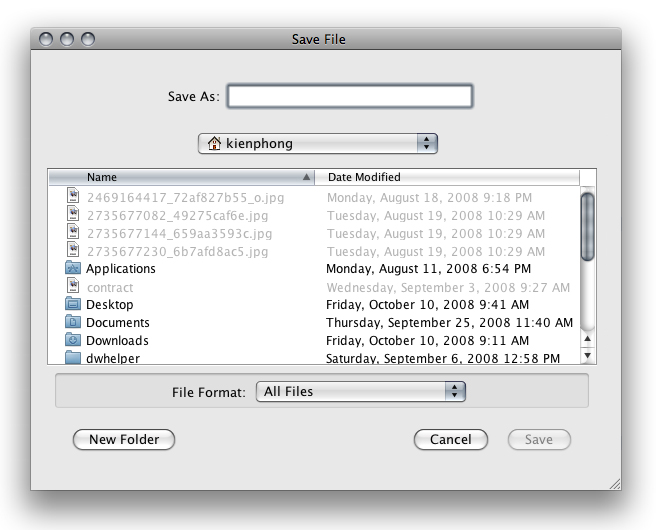 Save File
Save As:
kienphong
Name Date Modified
2469164417_72af827b55_o.jpg Monday, August 18, 2008 9:18 PM
2735677082_49275caf6e.jpg Tuesday, August 19, 2008 10:29 AM
2735677144_659aa3593c.jpg Tuesday, August 19, 2008 10:29 AM
2735677230_6b7afd8ac5.jpg Tuesday, August 19, 2008 10:29 AM
Applications Monday, August 11, 2008 6:54 PM
contract Wednesday, September 3, 2008 9:27 AM
Desktop Friday, October 10, 2008 9:41 AM
Documents Thursday, September 25, 2008 11:40 AM
Downloads Friday, October 10, 2008 9:11 AM
dwhelper Saturday, September 6, 2008 12:58 PM
File Format: All Files
New Folder Cancel Save